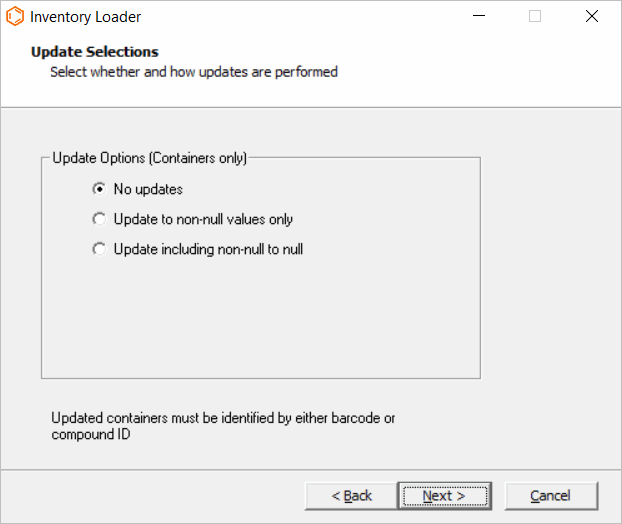 Inventory Loader
Update Selections
Select whether and how updates are performed
Update Options (Containers only)
No updates
Update to non-null values only
Update including non-null to null
Updated containers must be identified by either barcode or
compound ID
< Back
Next >
Cancel